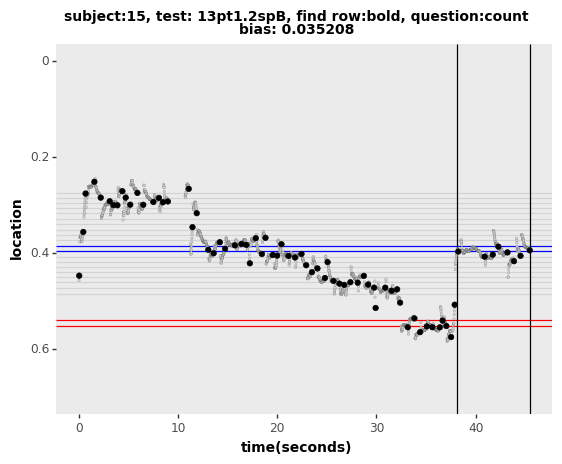 subject:15, test: 13pt1.2spB, find row:bold, question:count
bias: 0.035208
0
0.2
0.4
0.6
location
0
10
20
30
40
time(seconds)